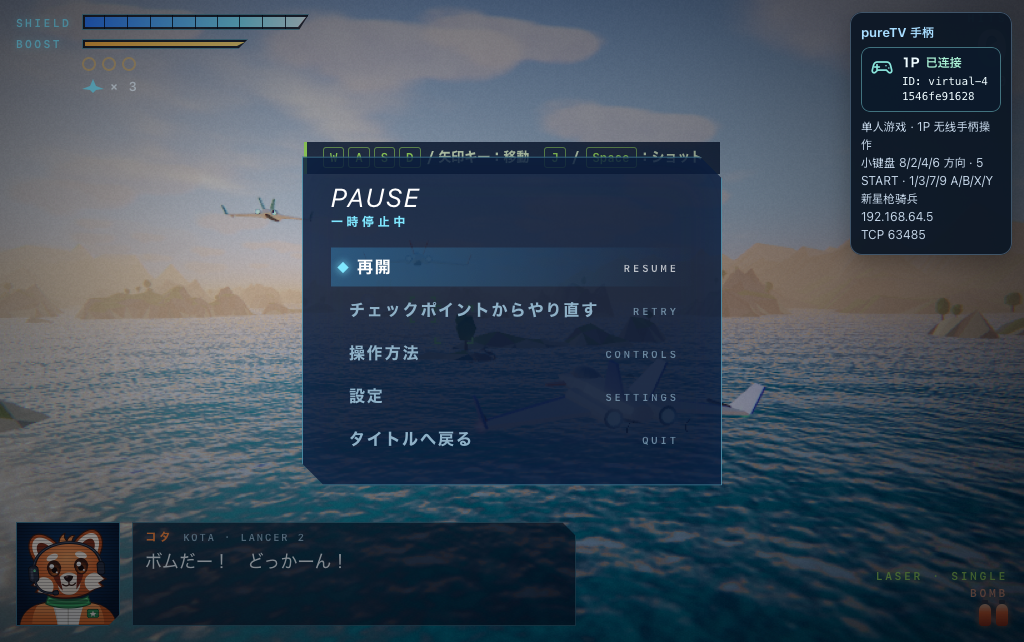 SHIELD
BOOST
× 3
pureTV 手柄
1P 已连接
ID: virtual-4
1546fe91628
单人游戏 · 1P 无线手柄操
作
小键盘 8/2/4/6 方向 · 5
START · 1/3/7/9 A/B/X/Y
新星枪骑兵
192.168.64.5
TCP 63485
W A S D / 矢印キー：移動 J / Space：ショット
PAUSE
一時停止中
再開 RESUME
チェックポイントからやり直す RETRY
操作方法 CONTROLS
設定 SETTINGS
タイトルへ戻る QUIT
コタ KOTA · LANCER 2
ボムだー！ どっかーん！
LASER · SINGLE
BOMB